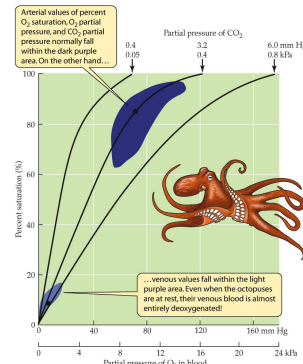 Arterial values of percent
O₂ saturation, O₂ partial
pressure, and CO₂ partial
pressure normally fall
within the dark purple
area. On the other hand…
Partial pressure of CO₂
0.4 3.2 6.0 mm Hg
0.05 0.4 0.8 kPa
100
80
60
40
20
0
Percent saturation (%)
…venous values fall within the light
purple area. Even when the octopuses
are at rest, their venous blood is almost
entirely deoxygenated!
0 40 80 120 160 mm Hg
0 4 8 12 16 20 24 kPa
Partial pressure of O₂ in blood